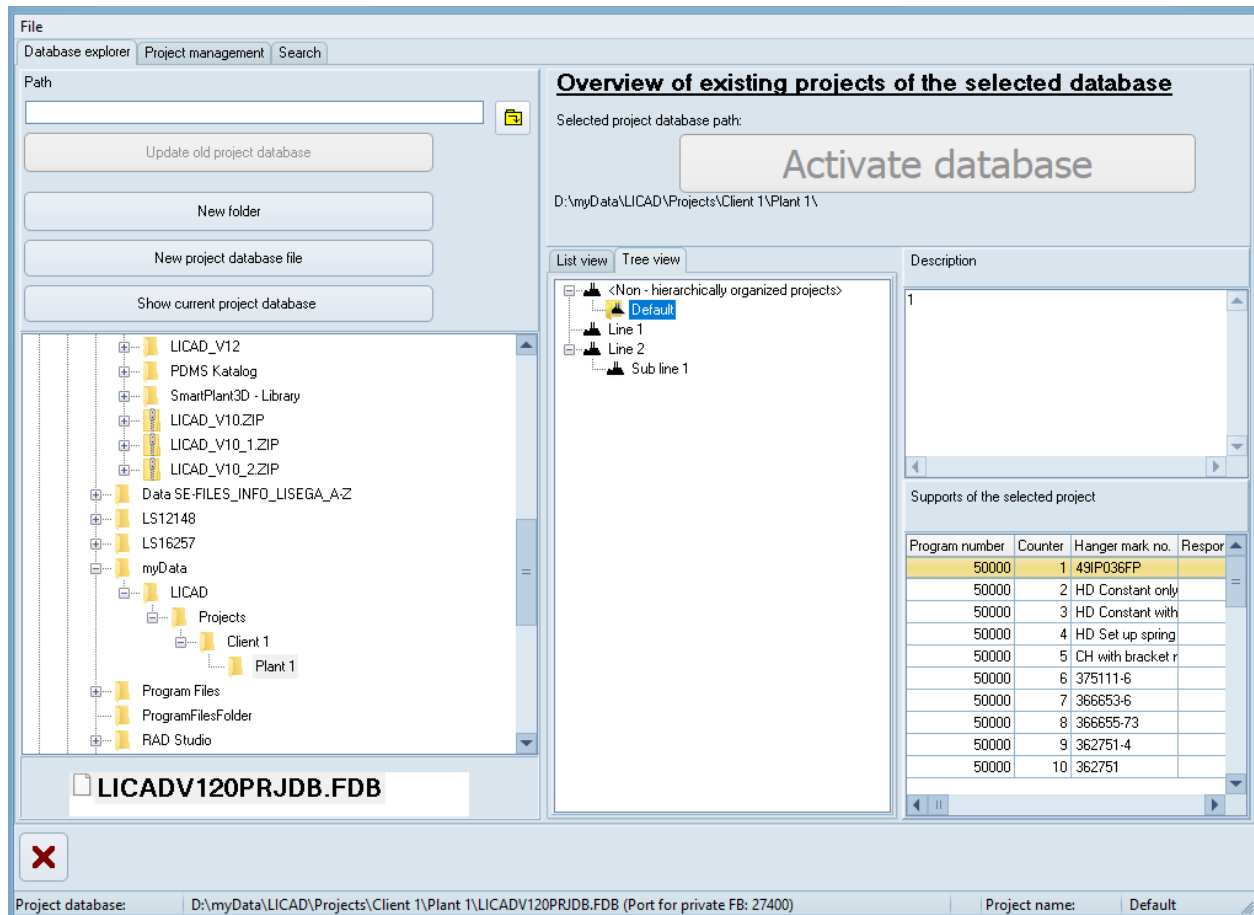 File
Database explorer Project management Search
Path
Update old project database
New folder
New project database file
Show current project database
LICAD_V12
PDMS Katalog
SmartPlant3D - Library
LICAD_V10.ZIP
LICAD_V10_1.ZIP
LICAD_V10_2.ZIP
Data SE-FILES_INFO_LISEGA_A-Z
LS12148
LS16257
myData
LICAD
Projects
Client 1
Plant 1
Program Files
ProgramFilesFolder
RAD Studio
LICADV120PRJDB.FDB
Overview of existing projects of the selected database
Selected project database path:
Activate database
D:\myData\LICAD\Projects\Client 1\Plant 1\
List view Tree view
<Non - hierarchically organized projects>
Default
Line 1
Line 2
Sub line 1
Description
1
Supports of the selected project
Program number Counter Hanger mark no. Respor
50000 1 49IP036FP
50000 2 HD Constant only
50000 3 HD Constant with
50000 4 HD Set up spring
50000 5 CH with bracket r
50000 6 375111-6
50000 7 366653-6
50000 8 366655-73
50000 9 362751-4
50000 10 362751
Project database: D:\myData\LICAD\Projects\Client 1\Plant 1\LICADV120PRJDB.FDB (Port for private FB: 27400) Project name: Default